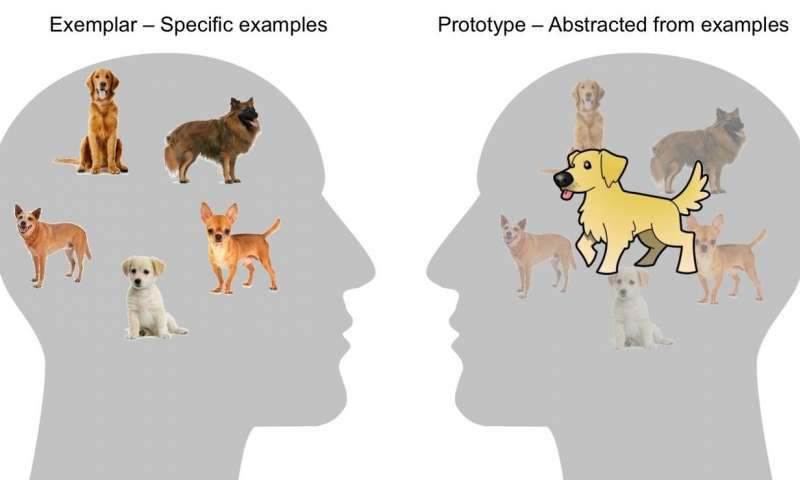 Exemplar – Specific examples
Prototype – Abstracted from examples